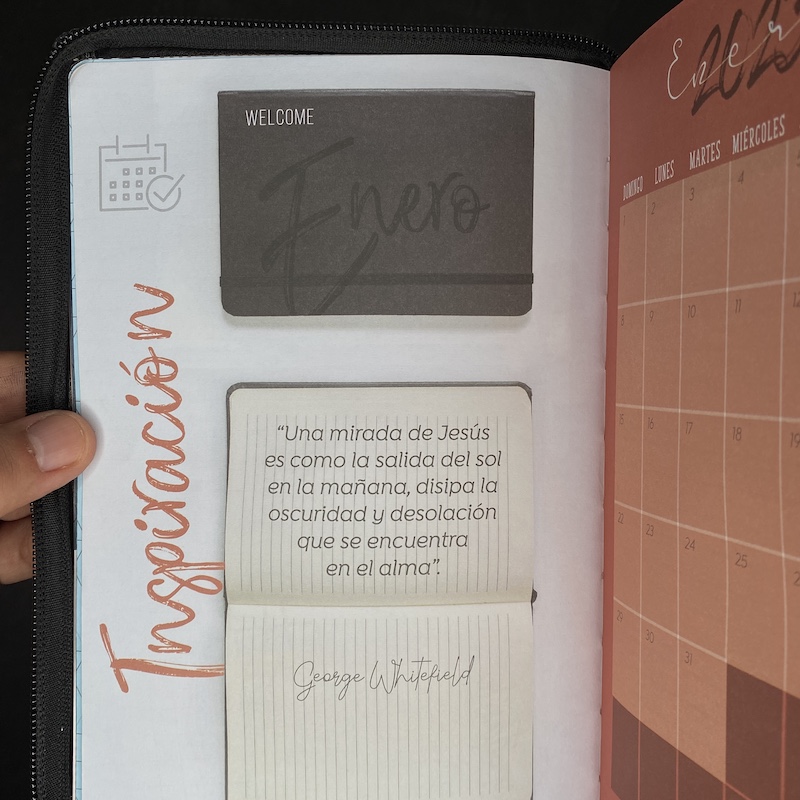 WELCOME
Enero
Inspiración
“Una mirada de Jesús
es como la salida del sol
en la mañana, disipa la
oscuridad y desolación
que se encuentra
en el alma”.
George Whitefield
Enero
DOMINGO LUNES MARTES MIÉRCOLES
1 2 3 4
8 9 10 11
15 16 17 18 19
22 23 24 25
29 30 31